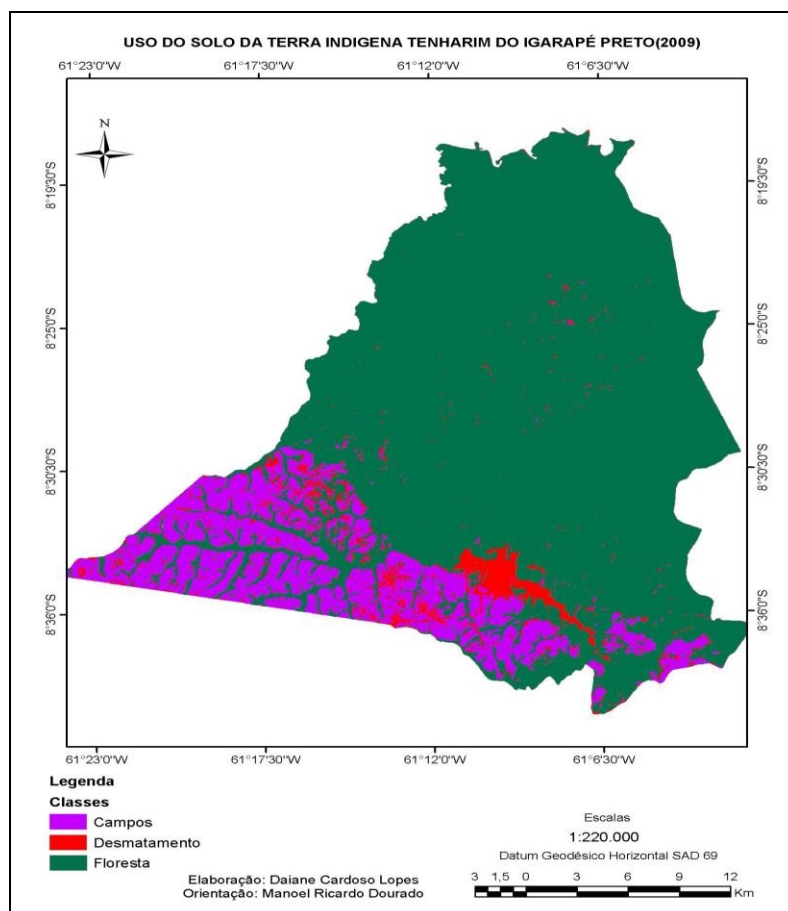 USO DO SOLO DA TERRA INDIGENA TENHARIM DO IGARAPÉ PRETO(2009)
61°23'0"W 61°17'30"W 61°12'0"W 61°6'30"W
N
8°19'30"S 8°19'30"S
8°25'0"S 8°25'0"S
8°30'30"S 8°30'30"S
8°36'0"S 8°36'0"S
61°23'0"W 61°17'30"W 61°12'0"W 61°6'30"W
Legenda
Classes
Campos
Desmatamento
Floresta
Escalas
1:220.000
Datum Geodésico Horizontal SAD 69
Elaboração: Daiane Cardoso Lopes
Orientação: Manoel Ricardo Dourado
3 1,5 0 3 6 9 12
Km